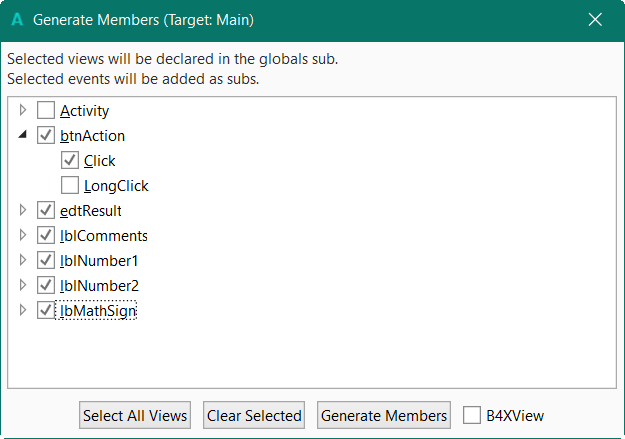 A Generate Members (Target: Main)
Selected views will be declared in the globals sub.
Selected events will be added as subs.
Activity
btnAction
Click
LongClick
edtResult
lblComments
lblNumber1
lblNumber2
lbMathSign
Select All Views Clear Selected Generate Members B4XView